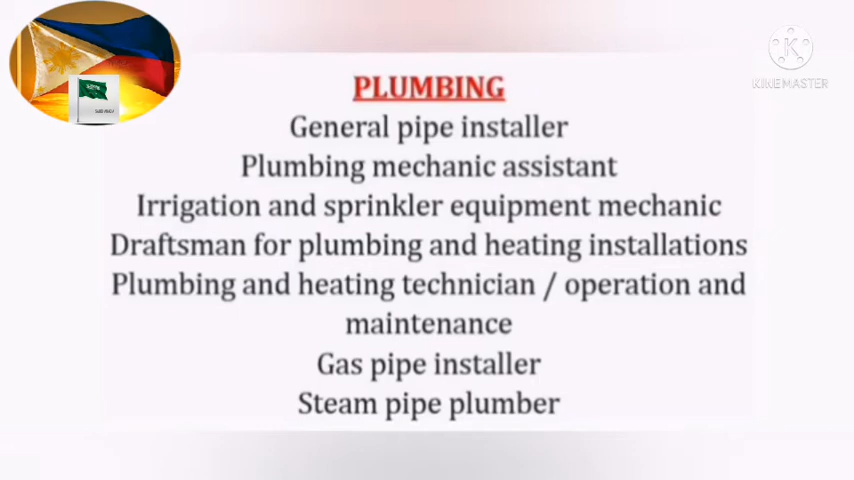 KINEMASTER
PLUMBING
General pipe installer
Plumbing mechanic assistant
Irrigation and sprinkler equipment mechanic
Draftsman for plumbing and heating installations
Plumbing and heating technician / operation and
maintenance
Gas pipe installer
Steam pipe plumber